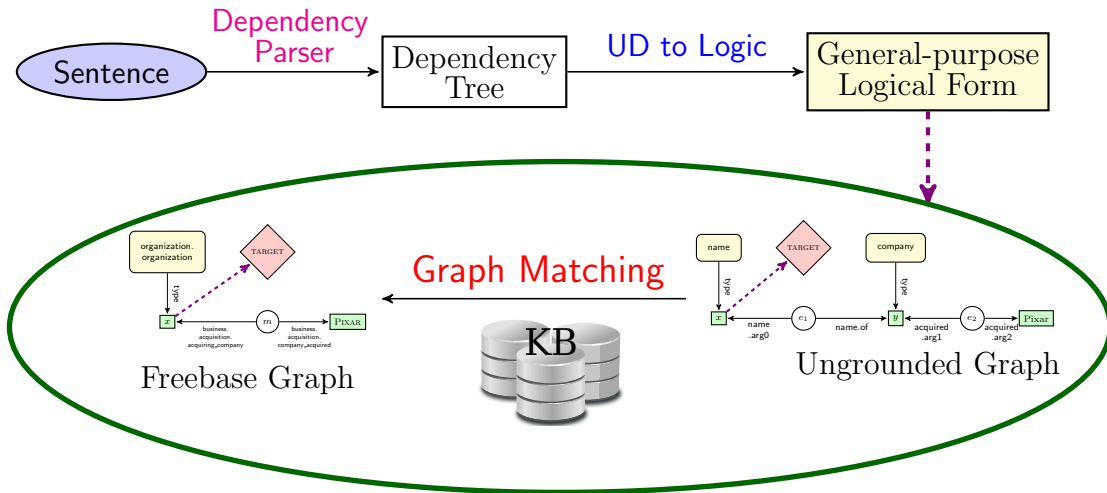 Dependency
Parser
UD to Logic
Sentence
Dependency
Tree
General-purpose
Logical Form
organization.
organization
TARGET
type
x
m
PIXAR
business.
acquisition.
acquiring_company
business.
acquisition.
company_acquired
Freebase Graph
Graph Matching
KB
name
TARGET
company
type
type
x
e1
y
e2
Pixar
name
.arg0
name.of
acquired
.arg1
acquired
.arg2
Ungrounded Graph